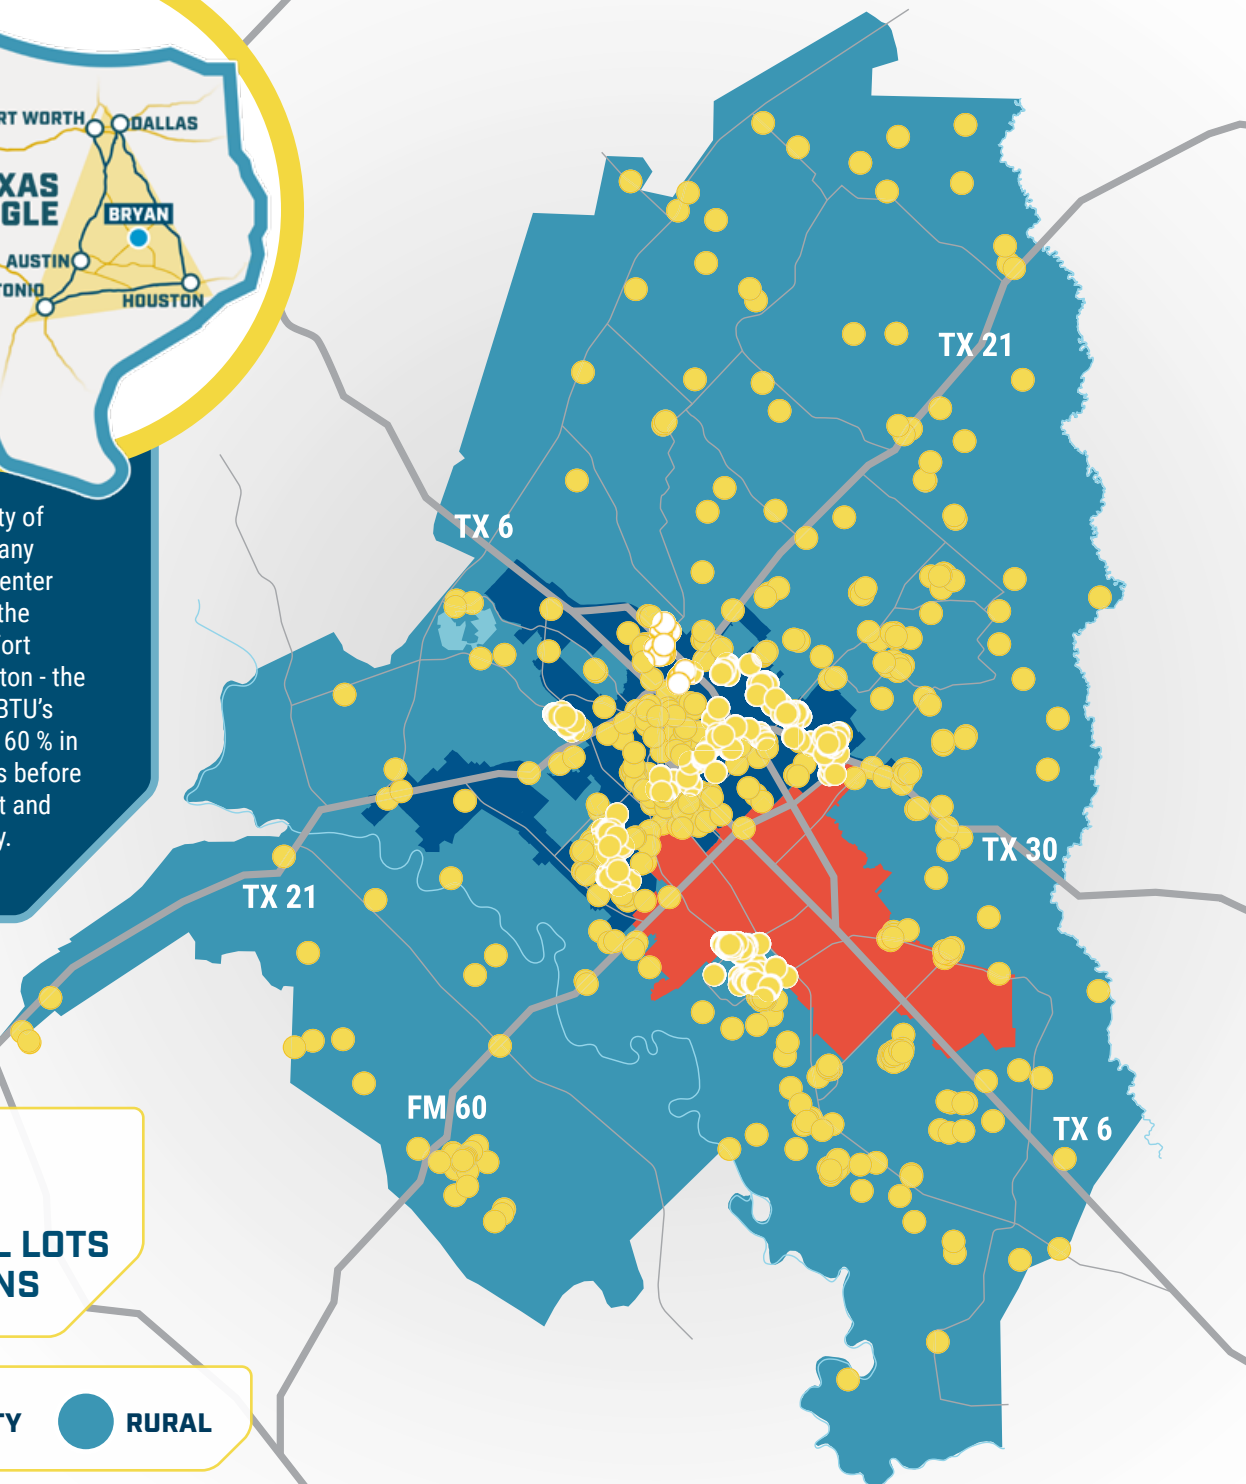 RT WORTH
DALLAS
XAS
GLE
BRYAN
AUSTIN
TONIO
HOUSTON
TX 21
ty of
any
enter
the
ort
ton - the
BTU’s
60 % in
s before
t and
y.
TX 6
TX 30
TX 21
FM 60
TX 6
L LOTS
NS
TY
RURAL